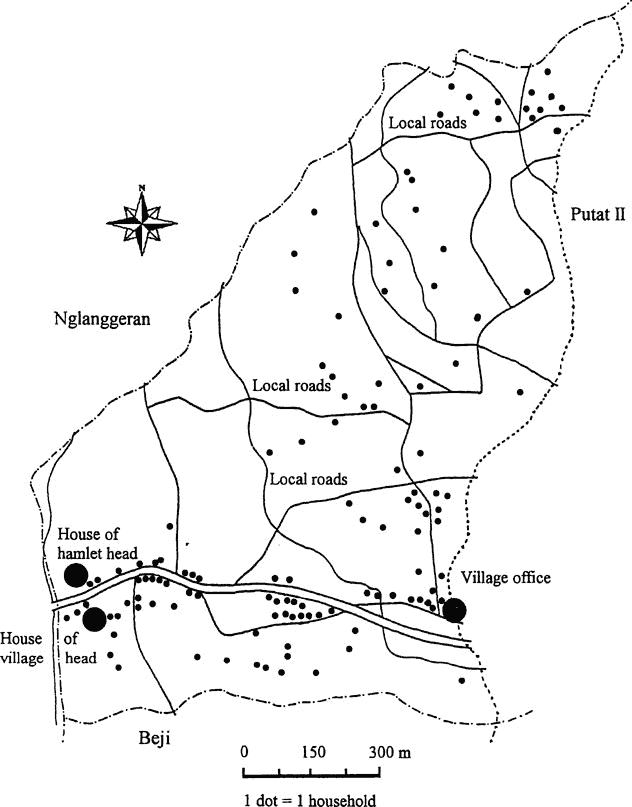 Local roads
N
Putat II
Nglanggeran
Local roads
Local roads
House of
hamlet head
Village office
House of
village head
Beji
0 150 300 m
1 dot = 1 household